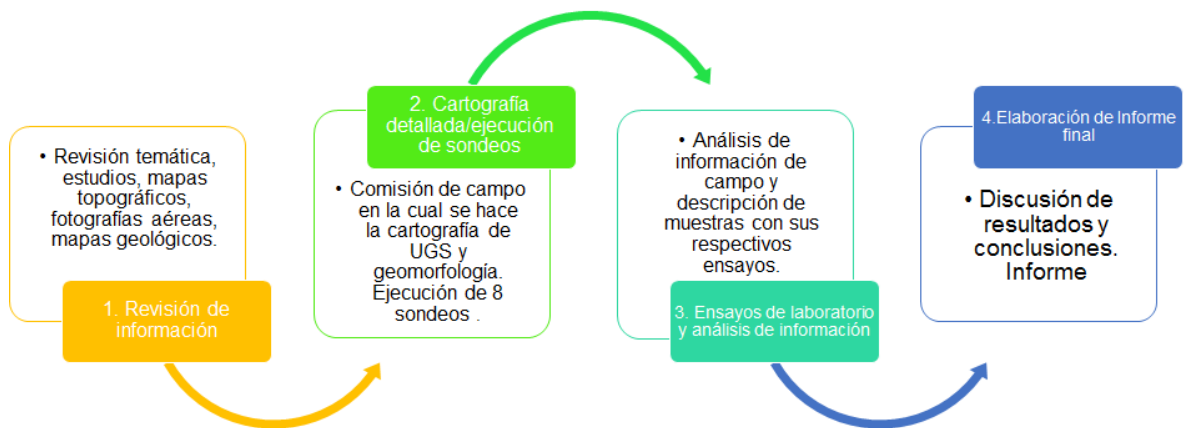 • Revisión temática,
estudios, mapas
topográficos,
fotografías aéreas,
mapas geológicos.
1. Revisión de
información
2. Cartografía
detallada/ejecución
de sondeos
• Comisión de campo
en la cual se hace
la cartografía de
UGS y
geomorfología.
Ejecución de 8
sondeos .
• Análisis de
información de
campo y
descripción de
muestras con sus
respectivos
ensayos.
3. Ensayos de laboratorio
y análisis de información
4.Elaboración de Informe
final
• Discusión de
resultados y
conclusiones.
Informe